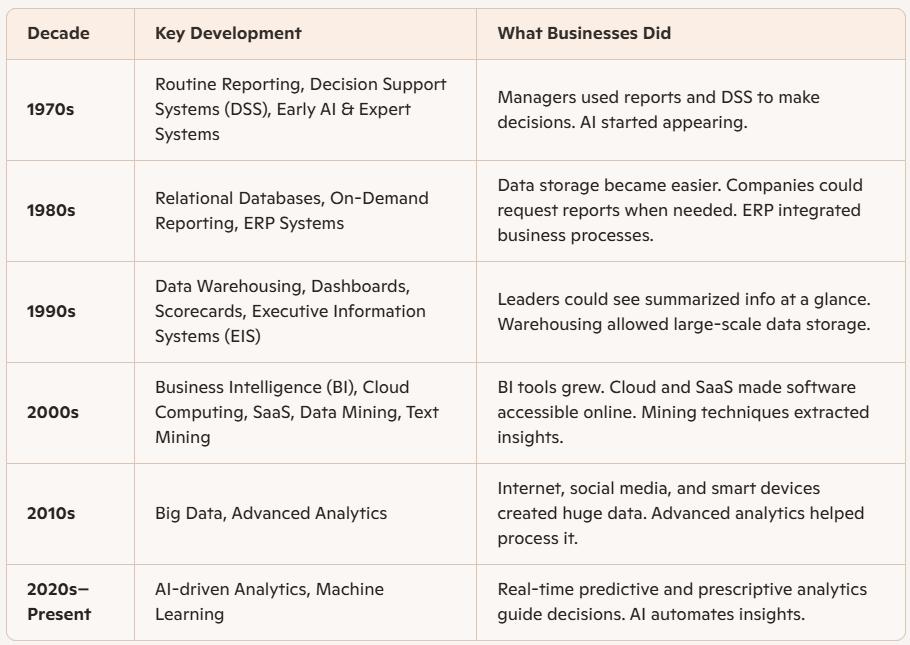 Decade Key Development What Businesses Did
1970s
Routine Reporting, Decision Support
Systems (DSS), Early AI & Expert
Systems
Managers used reports and DSS to make
decisions. AI started appearing.
1980s
Relational Databases, On-Demand
Reporting, ERP Systems
Data storage became easier. Companies could
request reports when needed. ERP integrated
business processes.
1990s
Data Warehousing, Dashboards,
Scorecards, Executive Information
Systems (EIS)
Leaders could see summarized info at a glance.
Warehousing allowed large-scale data storage.
2000s
Business Intelligence (BI), Cloud
Computing, SaaS, Data Mining, Text
Mining
BI tools grew. Cloud and SaaS made software
accessible online. Mining techniques extracted
insights.
2010s
Big Data, Advanced Analytics
Internet, social media, and smart devices
created huge data. Advanced analytics helped
process it.
2020s–
Present
AI-driven Analytics, Machine
Learning
Real-time predictive and prescriptive analytics
guide decisions. AI automates insights.